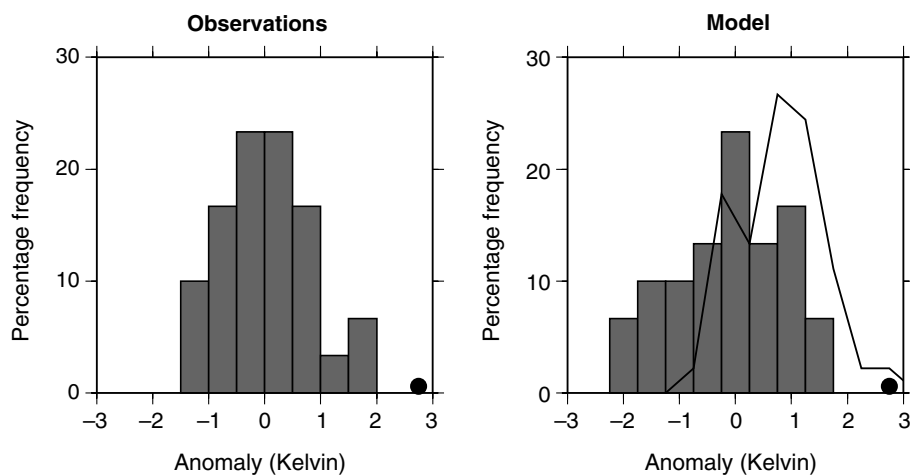 Observations
30
20
10
0
Percentage frequency
–3 –2 –1 0 1 2 3
Anomaly (Kelvin)
Model
30
20
10
0
Percentage frequency
–3 –2 –1 0 1 2 3
Anomaly (Kelvin)